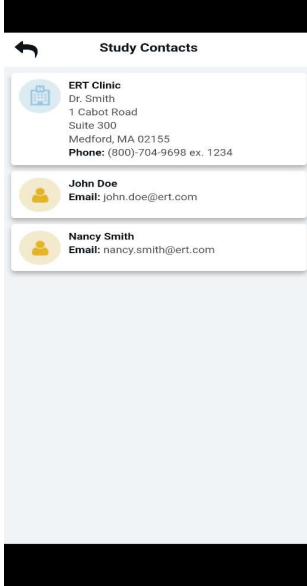 Study Contacts
ERT Clinic
Dr. Smith
1 Cabot Road
Suite 300
Medford, MA 02155
Phone: (800)-704-9698 ex. 1234
John Doe
Email: john.doe@ert.com
Nancy Smith
Email: nancy.smith@ert.com